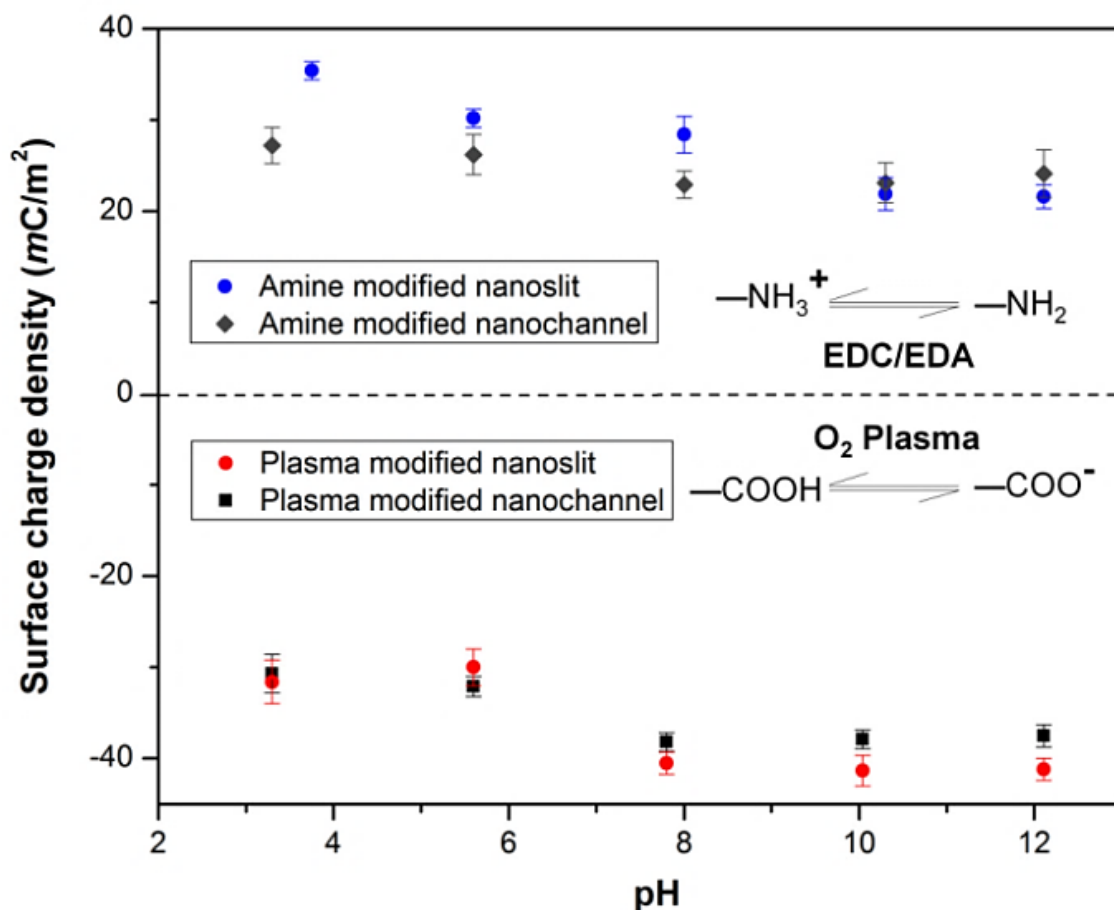 Surface charge density (mC/m²)
40
20
0
-20
-40
Amine modified nanoslit
Amine modified nanochannel
—NH₃⁺ ⇌ —NH₂
EDC/EDA
O₂ Plasma
Plasma modified nanoslit
Plasma modified nanochannel
—COOH ⇌ —COO⁻
2 4 6 8 10 12
pH